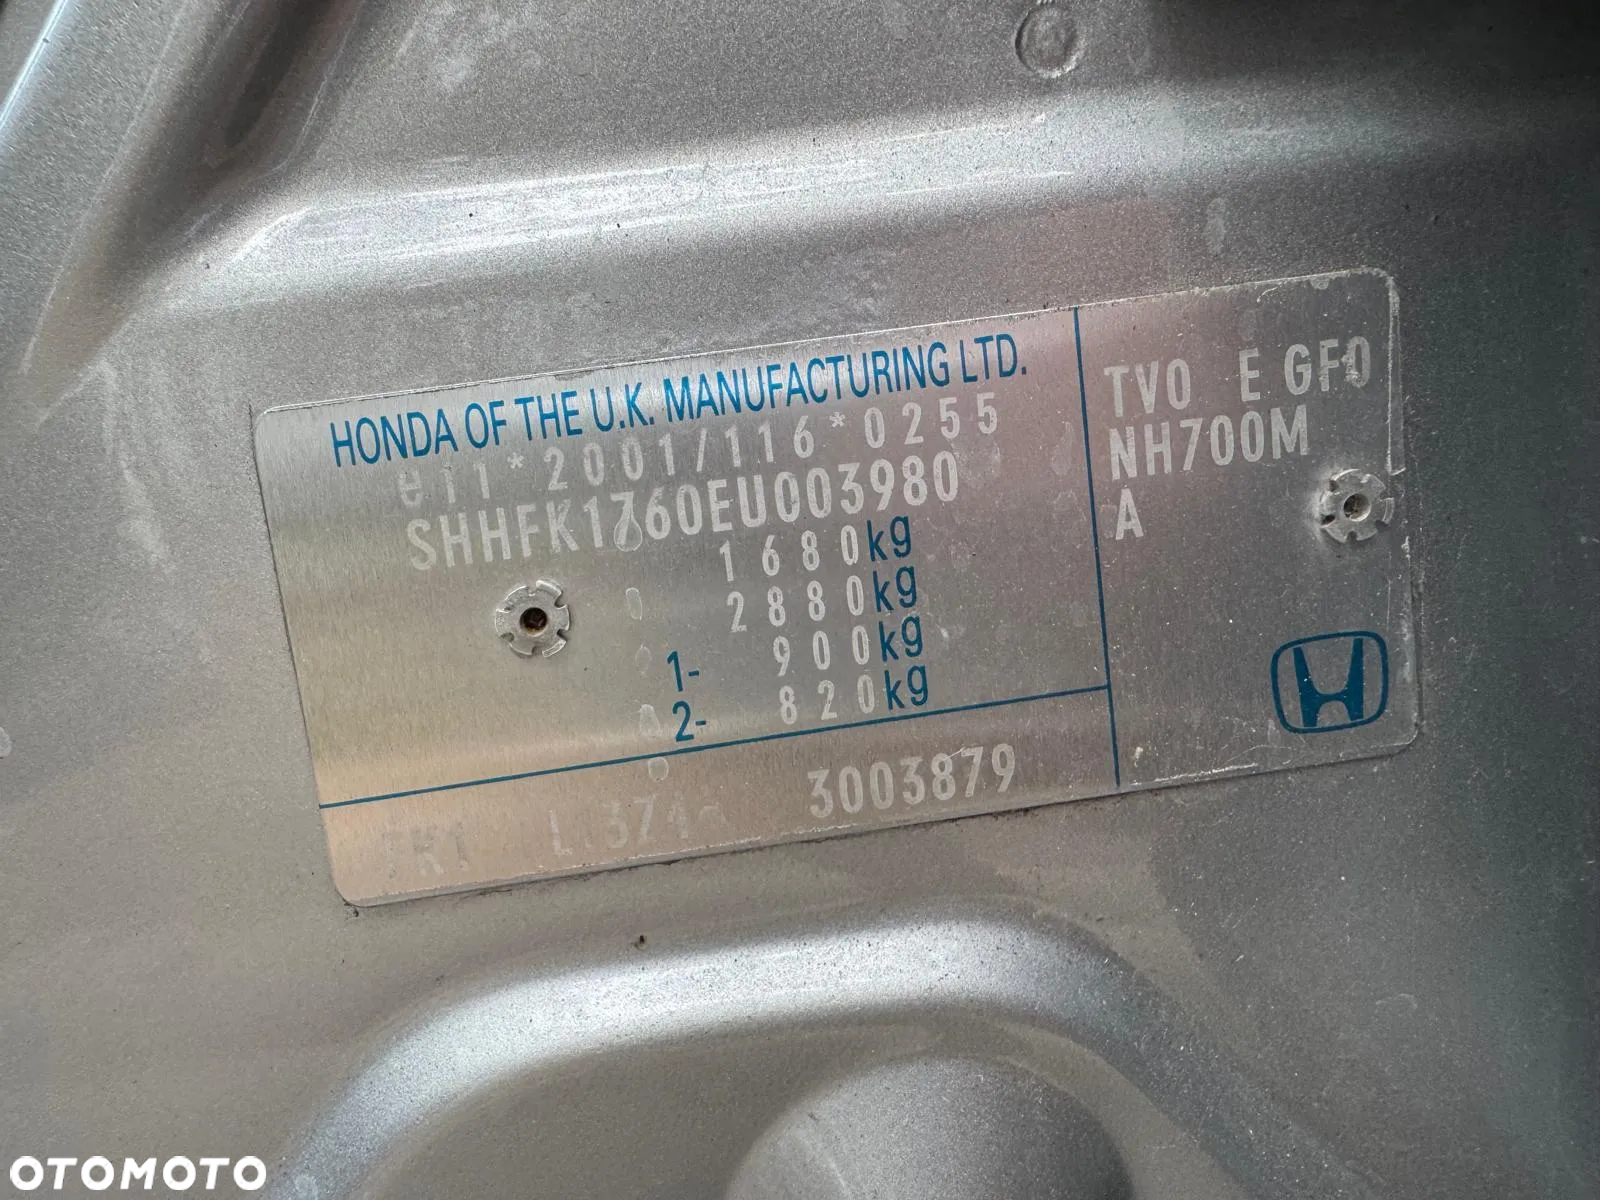 HONDA OF THE U.K. MANUFACTURING LTD.
e11*2001/116*0255
SHHFK1760EU003980
1680kg
2880kg
1- 900kg
2- 820kg
3003879
TV0 E GF0
NH700M
A
OTOMOTO